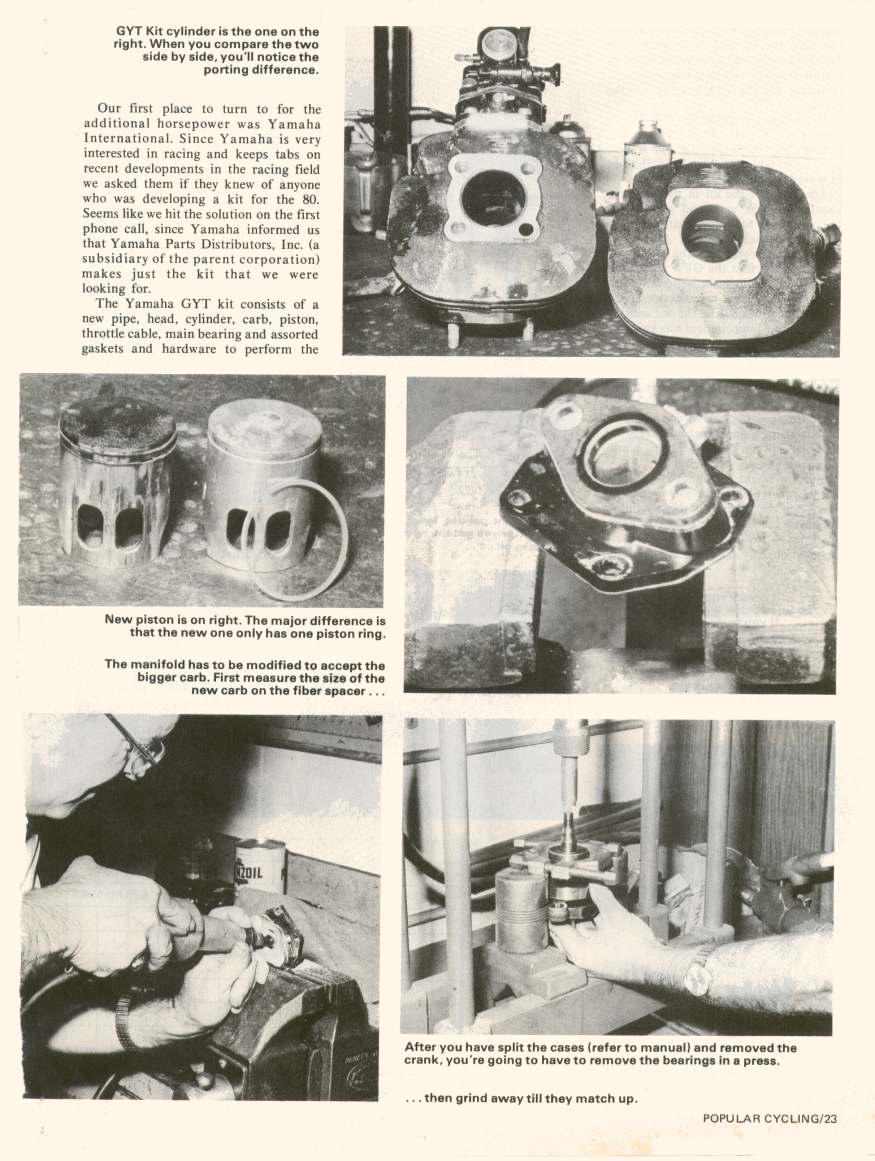 GYT Kit cylinder is the one on the
right. When you compare the two
side by side, you'll notice the
porting difference.
Our first place to turn to for the
additional horsepower was Yamaha
International. Since Yamaha is very
interested in racing and keeps tabs on
recent developments in the racing field
we asked them if they knew of anyone
who was developing a kit for the 80.
Seems like we hit the solution on the first
phone call, since Yamaha informed us
that Yamaha Parts Distributors, Inc. (a
subsidiary of the parent corporation)
makes just the kit that we were
looking for.
The Yamaha GYT kit consists of a
new pipe, head, cylinder, carb, piston,
throttle cable, main bearing and assorted
gaskets and hardware to perform the
New piston is on right. The major difference is
that the new one only has one piston ring.
The manifold has to be modified to accept the
bigger carb. First measure the size of the
new carb on the fiber spacer . . .
NZOIL
After you have split the cases (refer to manual) and removed the
crank, you're going to have to remove the bearings in a press.
. . . then grind away till they match up.
POPULAR CYCLING/23